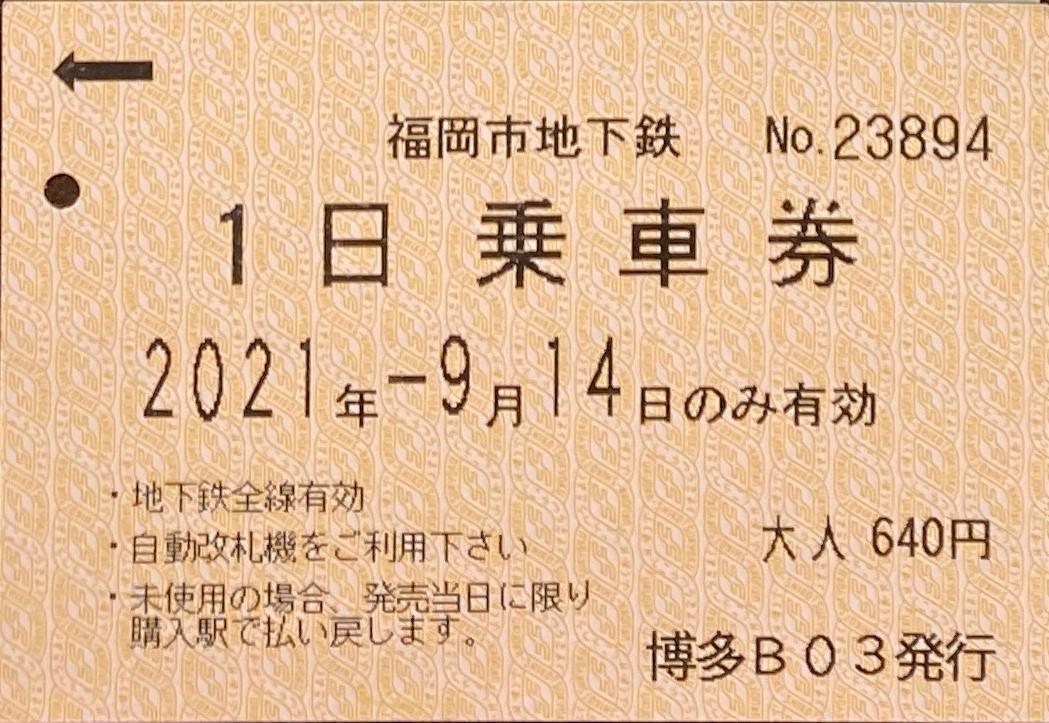 福岡市地下鉄 No.23894
1日乗車券
2021年-9月14日のみ有効
・地下鉄全線有効
・自動改札機をご利用下さい
・未使用の場合、発売当日に限り
購入駅で払い戻します。
大人 640円
博多B03発行